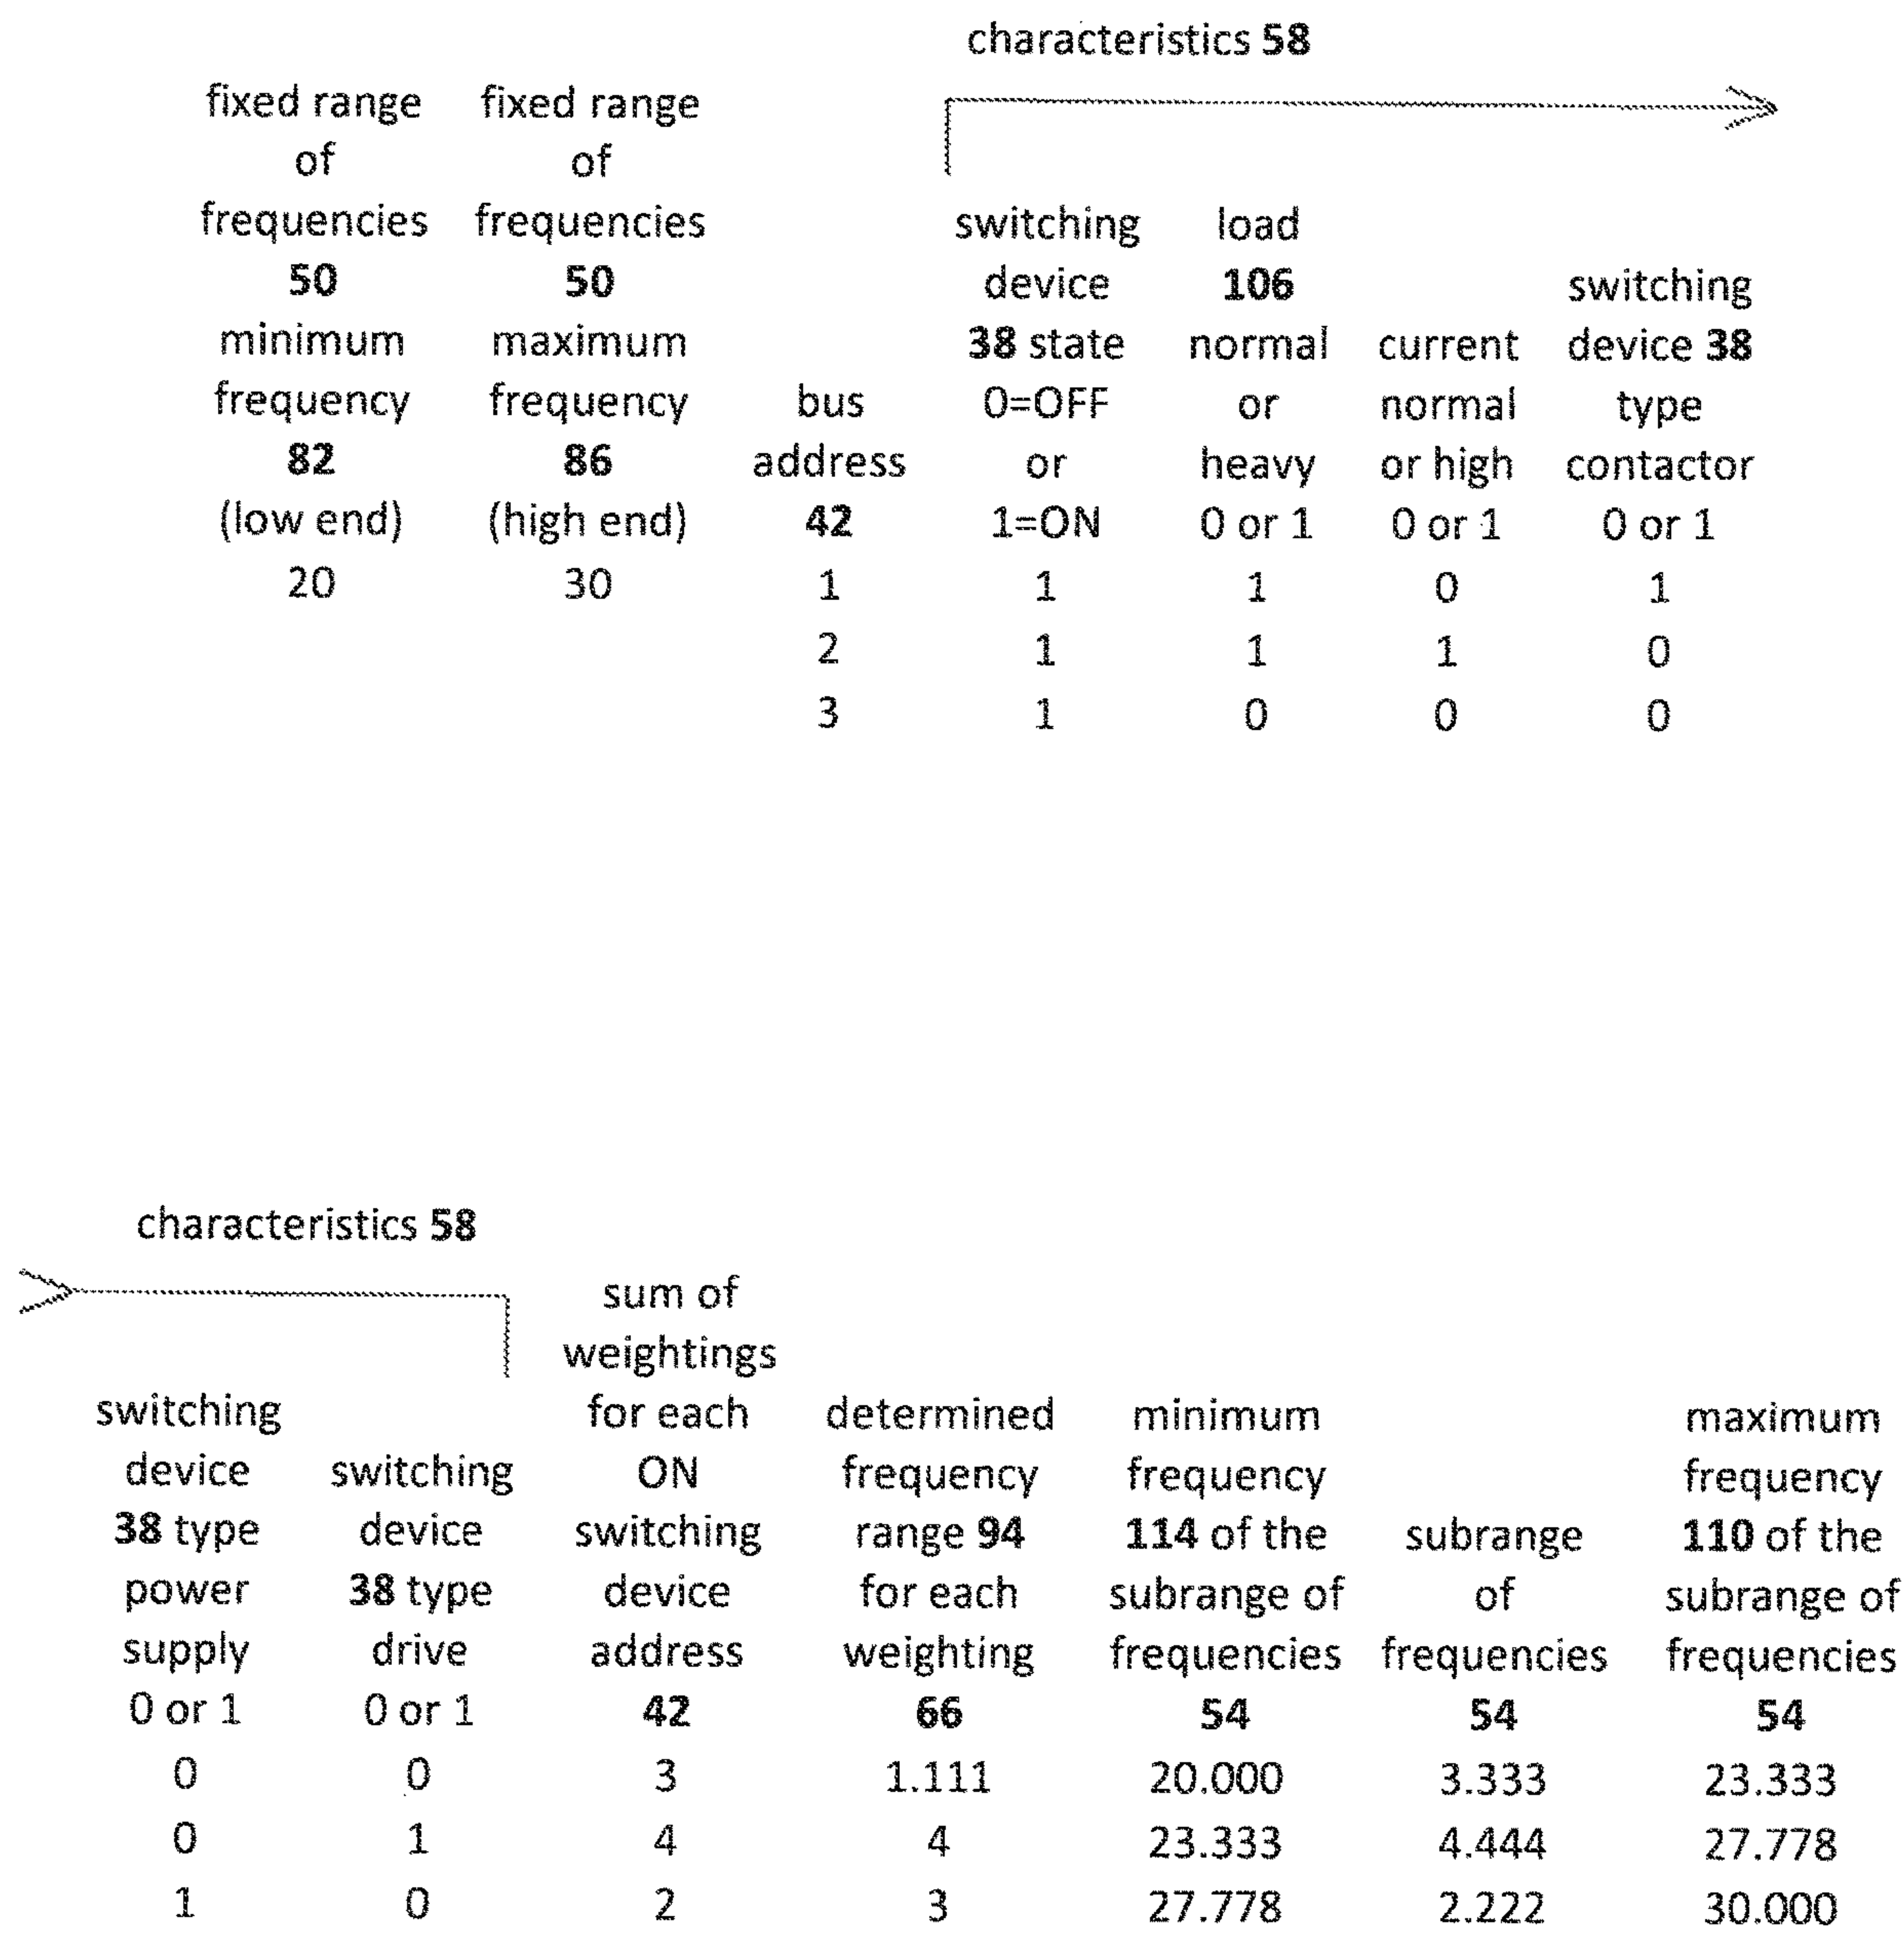 characteristics 58
fixed range
of
frequencies
50
minimum
frequency
82
(low end)
fixed range
of
frequencies
50
maximum
frequency
86
(high end)
bus
address
42
switching
device
38 state
0=OFF
or
1=ON
load
106
normal
or
heavy
0 or 1
current
normal
or high
0 or 1
switching
device 38
type
contactor
0 or 1
20 30 1 1 1 0 1
2 1 1 1 0
3 1 0 0 0
characteristics 58
switching
device
38 type
power
supply
0 or 1
switching
device
38 type
drive
0 or 1
sum of
weightings
for each
ON
switching
device
address
42
determined
frequency
range 94
for each
weighting
66
minimum
frequency
114 of the
subrange of
frequencies
54
subrange
of
frequencies
54
maximum
frequency
110 of the
subrange of
frequencies
54
0 0 3 1.111 20.000 3.333 23.333
0 1 4 4 23.333 4.444 27.778
1 0 2 3 27.778 2.222 30.000